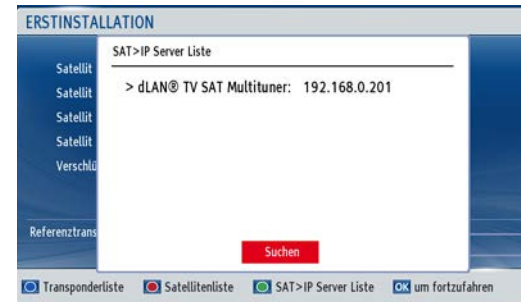 ERSTINSTALLATION
SAT>IP Server Liste
> dLAN® TV SAT Multituner: 192.168.0.201
Satellit
Satellit
Satellit
Satellit
Verschlü
Referenztrans
Suchen
Transponderliste Satellitenliste SAT>IP Server Liste OK um fortzufahren